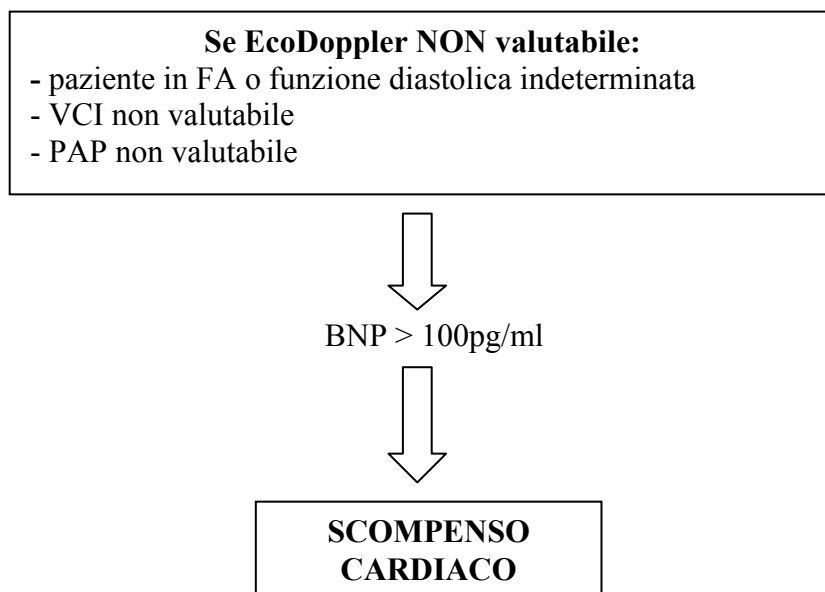 Se EcoDoppler NON valutabile:
- paziente in FA o funzione diastolica indeterminata
- VCI non valutabile
- PAP non valutabile
BNP > 100pg/ml
SCOMPENSO
CARDIACO